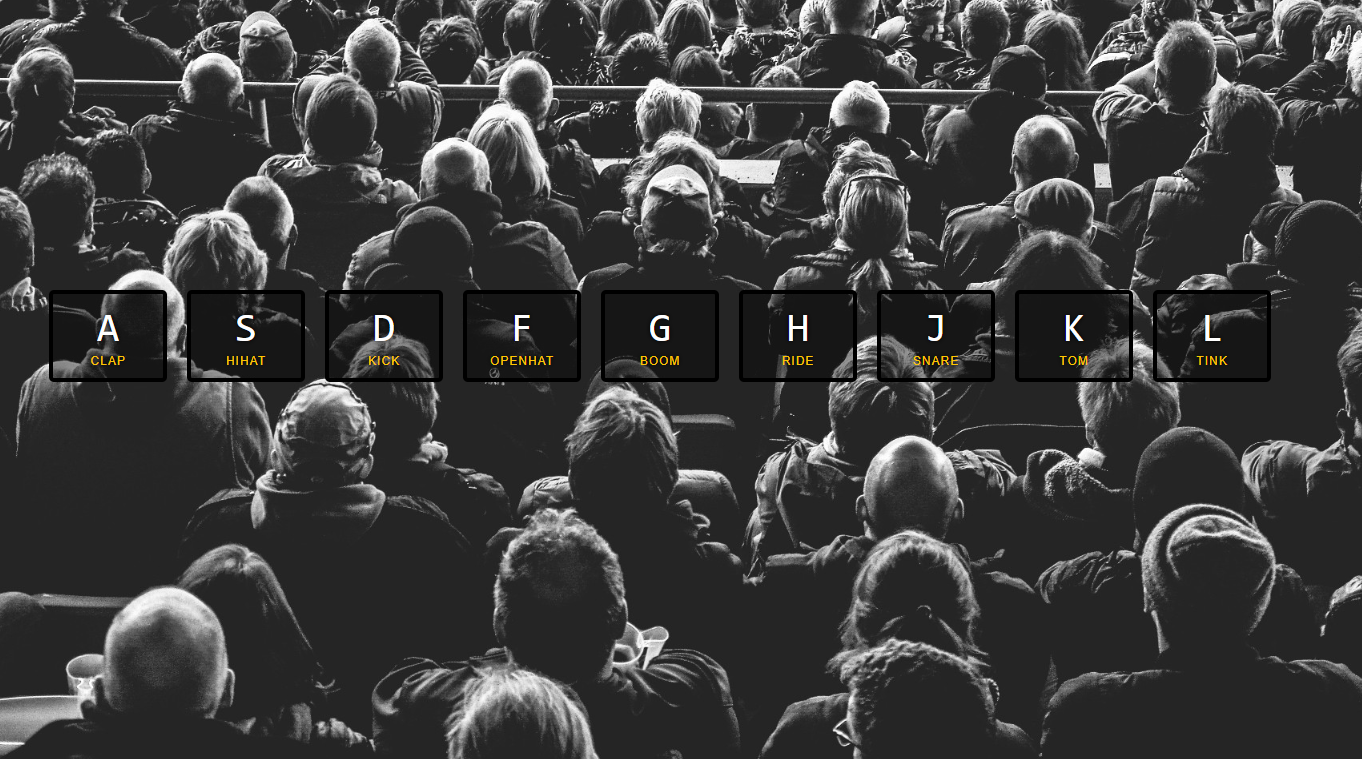 A S D F G H J K L
CLAP HIHAT KICK OPENHAT BOOM RIDE SNARE TOM TINK